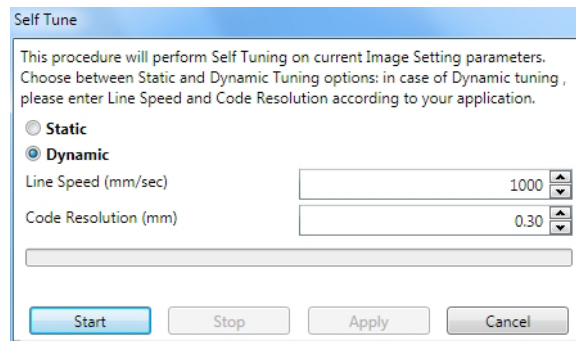 Self Tune
This procedure will perform Self Tuning on current Image Setting parameters.
Choose between Static and Dynamic Tuning options: in case of Dynamic tuning ,
please enter Line Speed and Code Resolution according to your application.
Static
Dynamic
Line Speed (mm/sec) 1000
Code Resolution (mm) 0.30
Start Stop Apply Cancel